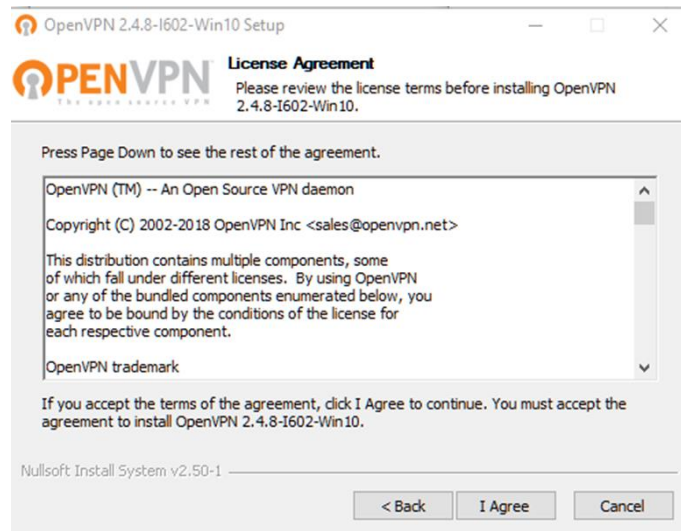 OpenVPN 2.4.8-I602-Win10 Setup
OPENVPN
The open source VPN
License Agreement
Please review the license terms before installing OpenVPN
2.4.8-I602-Win10.
Press Page Down to see the rest of the agreement.
OpenVPN (TM) -- An Open Source VPN daemon
Copyright (C) 2002-2018 OpenVPN Inc <sales@openvpn.net>
This distribution contains multiple components, some
of which fall under different licenses.  By using OpenVPN
or any of the bundled components enumerated below, you
agree to be bound by the conditions of the license for
each respective component.
OpenVPN trademark
If you accept the terms of the agreement, click I Agree to continue. You must accept the
agreement to install OpenVPN 2.4.8-I602-Win10.
Nullsoft Install System v2.50-1
< Back
I Agree
Cancel